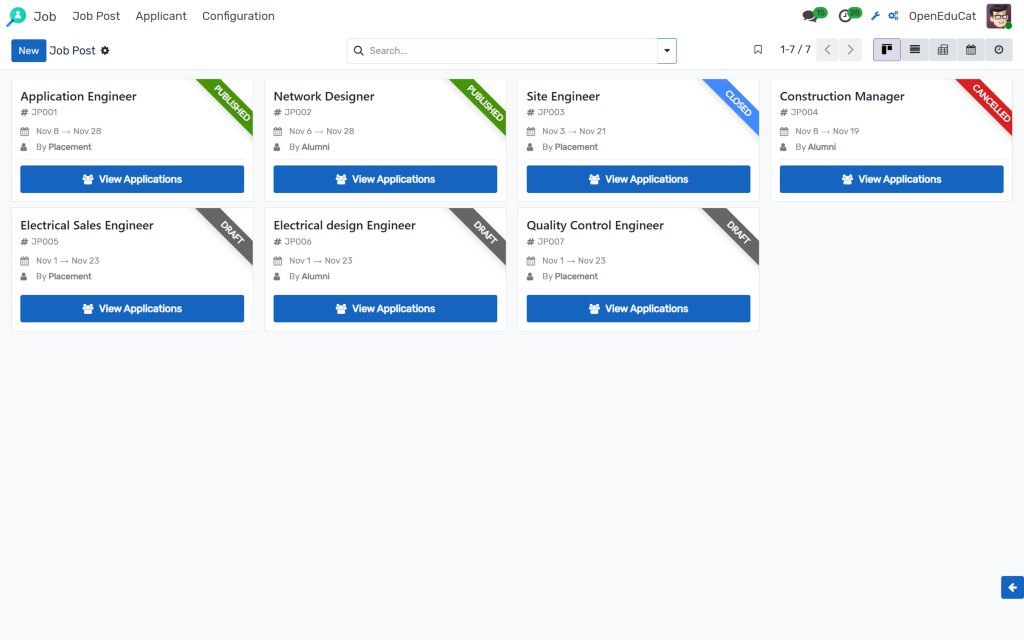 Job Job Post Applicant Configuration 15 28 OpenEduCat
New Job Post Search... 1-7 / 7
Application Engineer PUBLISHED
# JP001
Nov 8 → Nov 28
By Placement
View Applications
Network Designer PUBLISHED
# JP002
Nov 6 → Nov 28
By Alumni
View Applications
Site Engineer CLOSED
# JP003
Nov 3 → Nov 21
By Placement
View Applications
Construction Manager CANCELLED
# JP004
Nov 8 → Nov 19
By Alumni
View Applications
Electrical Sales Engineer DRAFT
# JP005
Nov 1 → Nov 23
By Placement
View Applications
Electrical design Engineer DRAFT
# JP006
Nov 1 → Nov 23
By Alumni
View Applications
Quality Control Engineer DRAFT
# JP007
Nov 1 → Nov 23
By Placement
View Applications